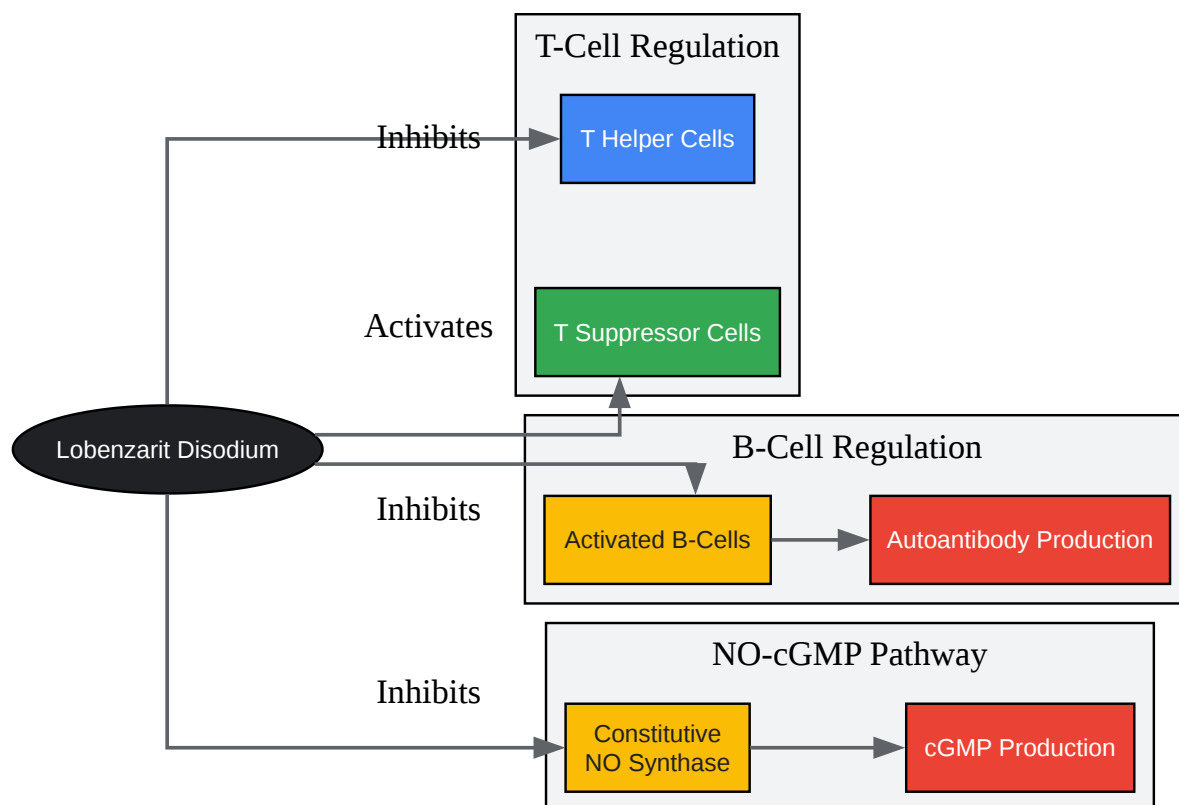 T-Cell Regulation
Inhibits
T Helper Cells
Activates
T Suppressor Cells
Lobenzarit Disodium
B-Cell Regulation
Inhibits
Activated B-Cells
Autoantibody Production
NO-cGMP Pathway
Inhibits
Constitutive
NO Synthase
cGMP Production